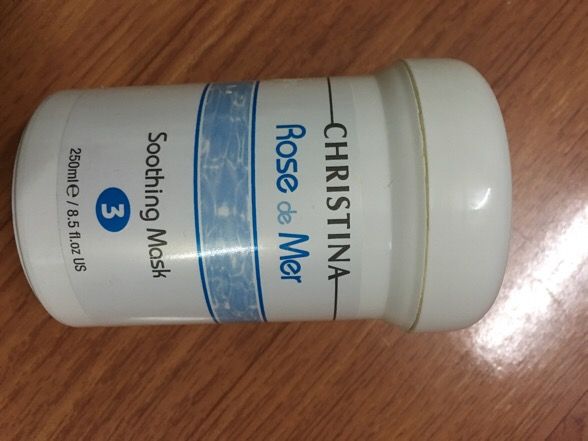 CHRISTINA
Rose de Mer
Soothing Mask
3
250ml ℮ / 8.5 fl.oz US